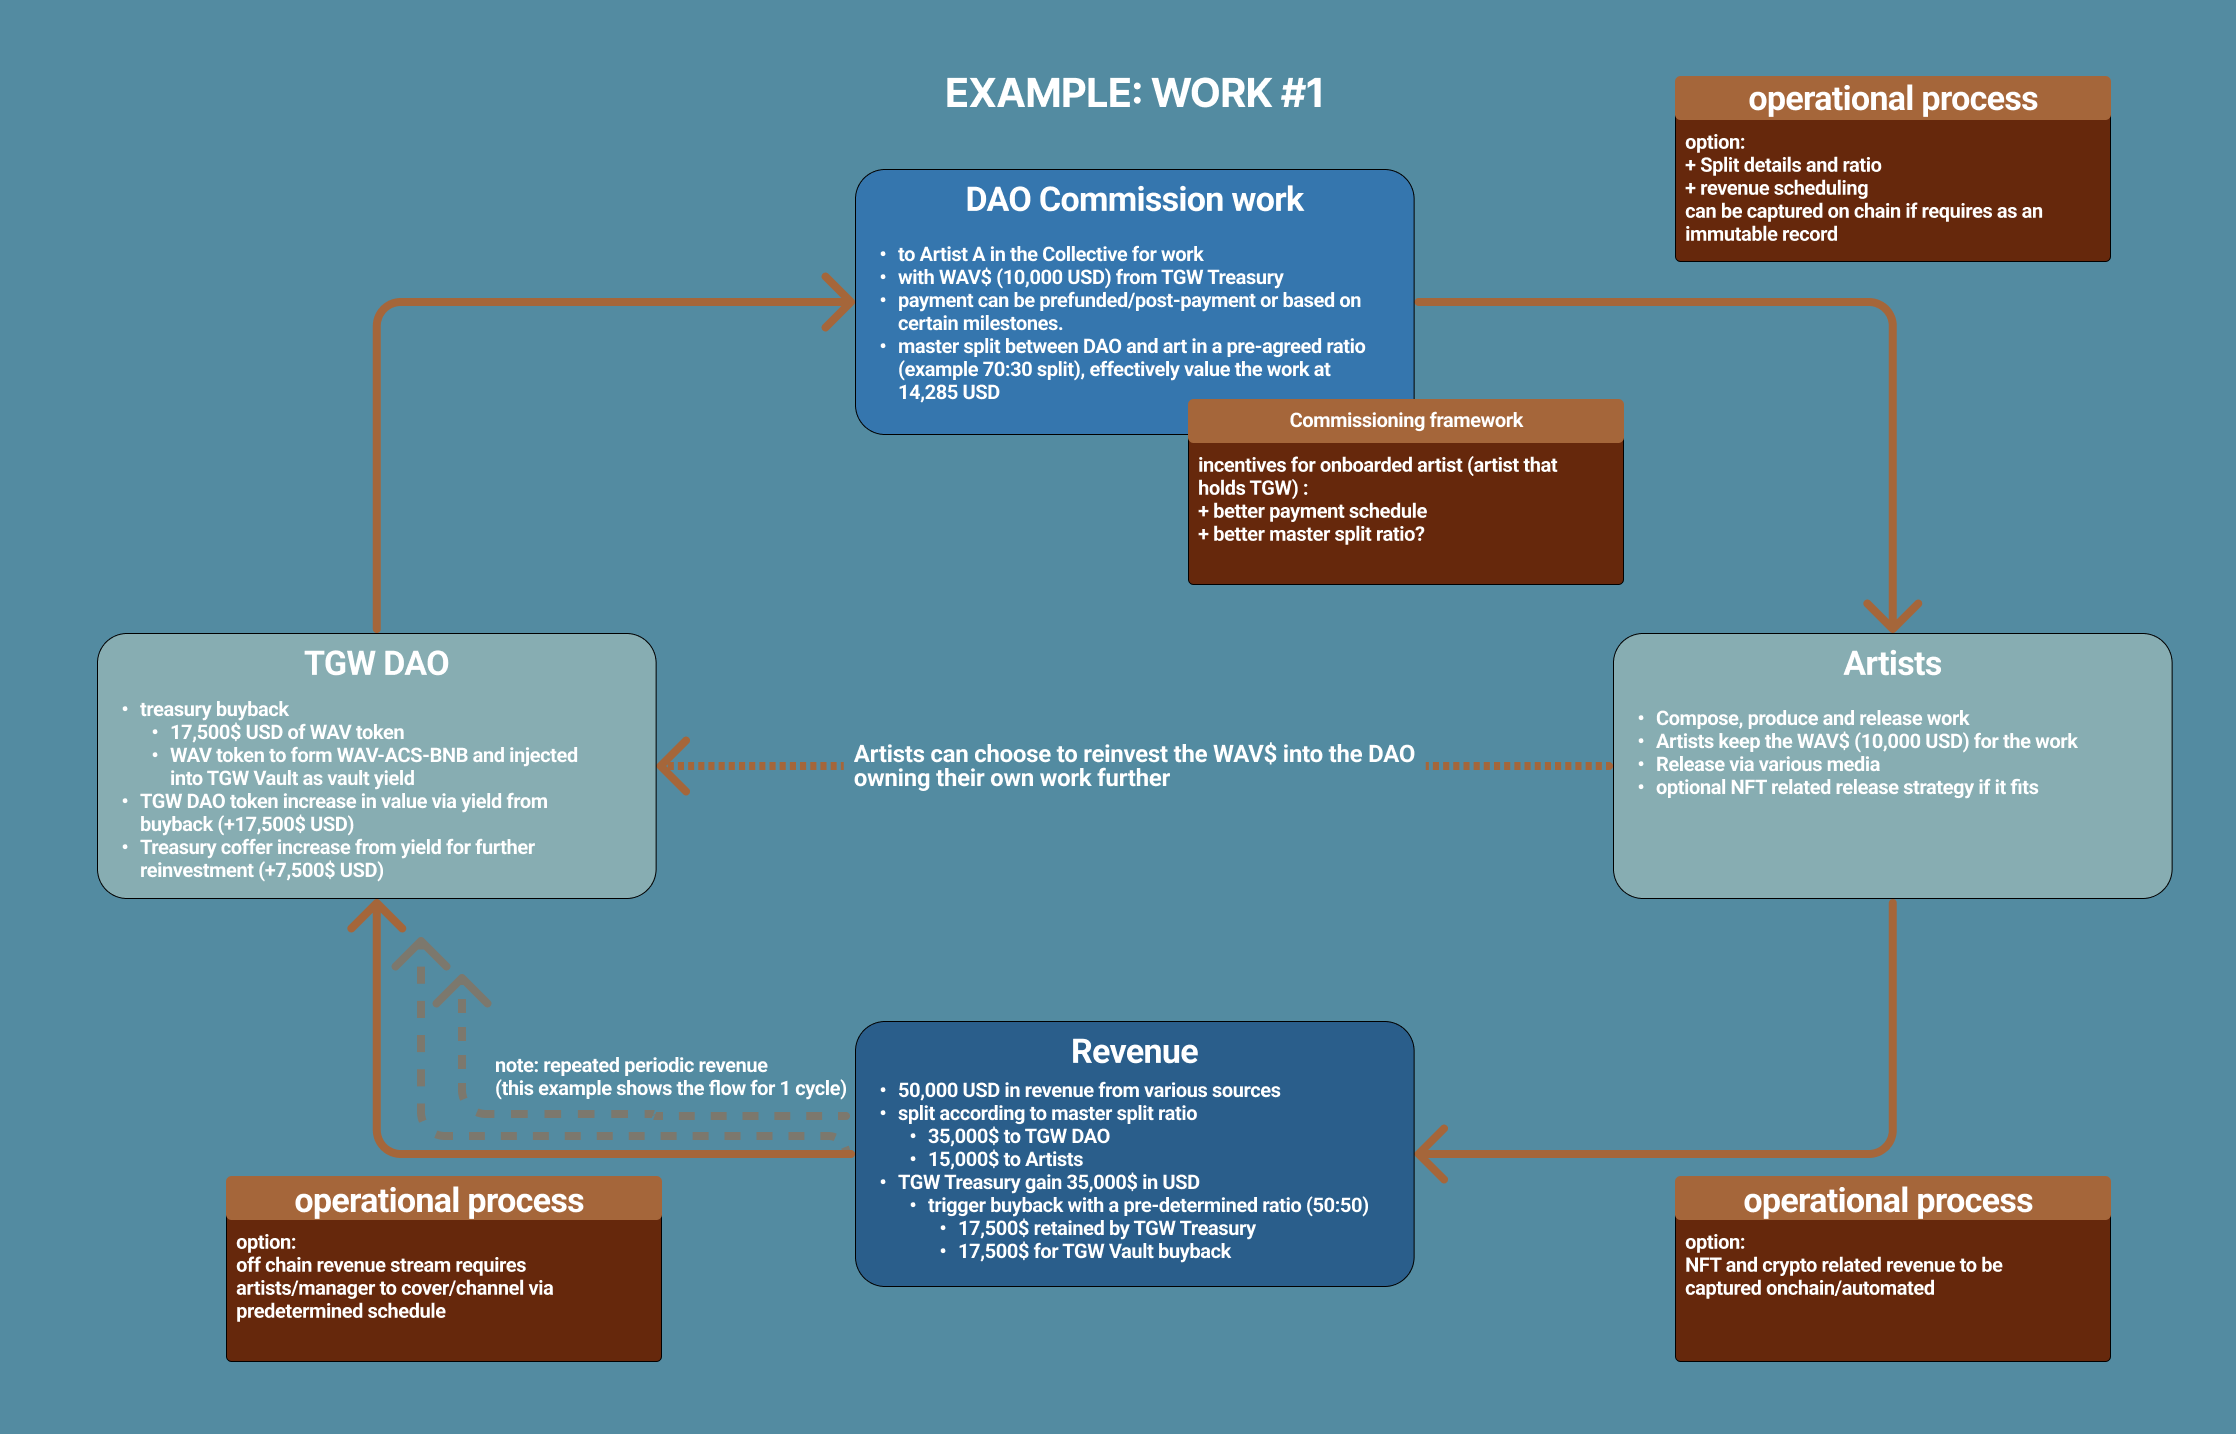 EXAMPLE: WORK #1
operational process
option:
+ Split details and ratio
+ revenue scheduling
can be captured on chain if requires as an
immutable record
DAO Commission work
• to Artist A in the Collective for work
• with WAV$ (10,000 USD) from TGW Treasury
• payment can be prefunded/post-payment or based on
certain milestones.
• master split between DAO and art in a pre-agreed ratio
(example 70:30 split), effectively value the work at
14,285 USD
Commissioning framework
incentives for onboarded artist (artist that
holds TGW) :
+ better payment schedule
+ better master split ratio?
TGW DAO
• treasury buyback
• 17,500$ USD of WAV token
• WAV token to form WAV-ACS-BNB and injected
into TGW Vault as vault yield
• TGW DAO token increase in value via yield from
buyback (+17,500$ USD)
• Treasury coffer increase from yield for further
reinvestment (+7,500$ USD)
Artists can choose to reinvest the WAV$ into the DAO
owning their own work further
Artists
• Compose, produce and release work
• Artists keep the WAV$ (10,000 USD) for the work
• Release via various media
• optional NFT related release strategy if it fits
note: repeated periodic revenue
(this example shows the flow for 1 cycle)
Revenue
• 50,000 USD in revenue from various sources
• split according to master split ratio
• 35,000$ to TGW DAO
• 15,000$ to Artists
• TGW Treasury gain 35,000$ in USD
• trigger buyback with a pre-determined ratio (50:50)
• 17,500$ retained by TGW Treasury
• 17,500$ for TGW Vault buyback
operational process
option:
off chain revenue stream requires
artists/manager to cover/channel via
predetermined schedule
operational process
option:
NFT and crypto related revenue to be
captured onchain/automated